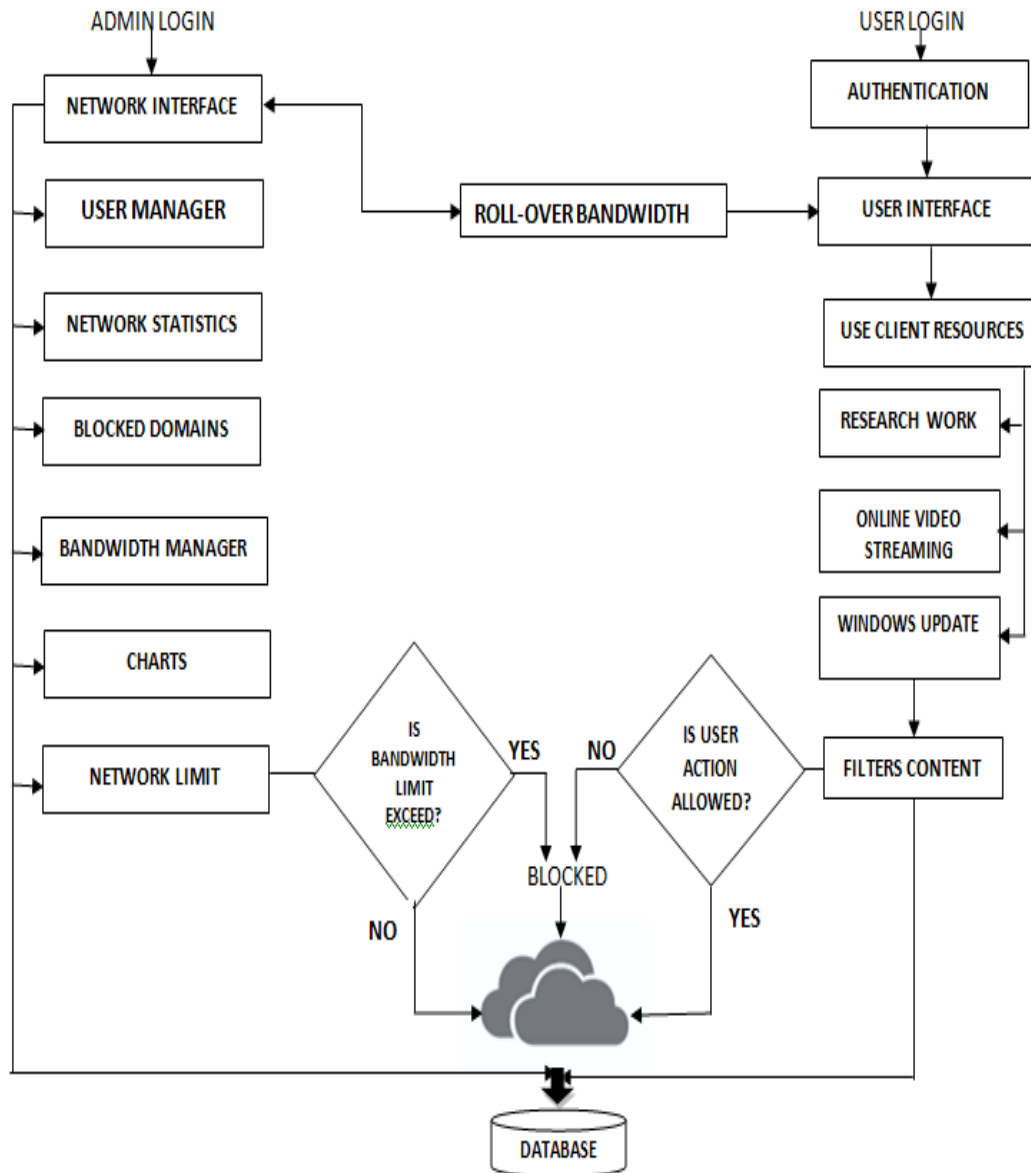 ADMIN LOGIN
USER LOGIN
NETWORK INTERFACE
AUTHENTICATION
USER MANAGER
ROLL-OVER BANDWIDTH
USER INTERFACE
NETWORK STATISTICS
USE CLIENT RESOURCES
BLOCKED DOMAINS
RESEARCH WORK
BANDWIDTH MANAGER
ONLINE VIDEO
STREAMING
CHARTS
WINDOWS UPDATE
NETWORK LIMIT
IS
BANDWIDTH
LIMIT
EXCEED?
YES
NO
IS USER
ACTION
ALLOWED?
FILTERS CONTENT
BLOCKED
NO
YES
DATABASE